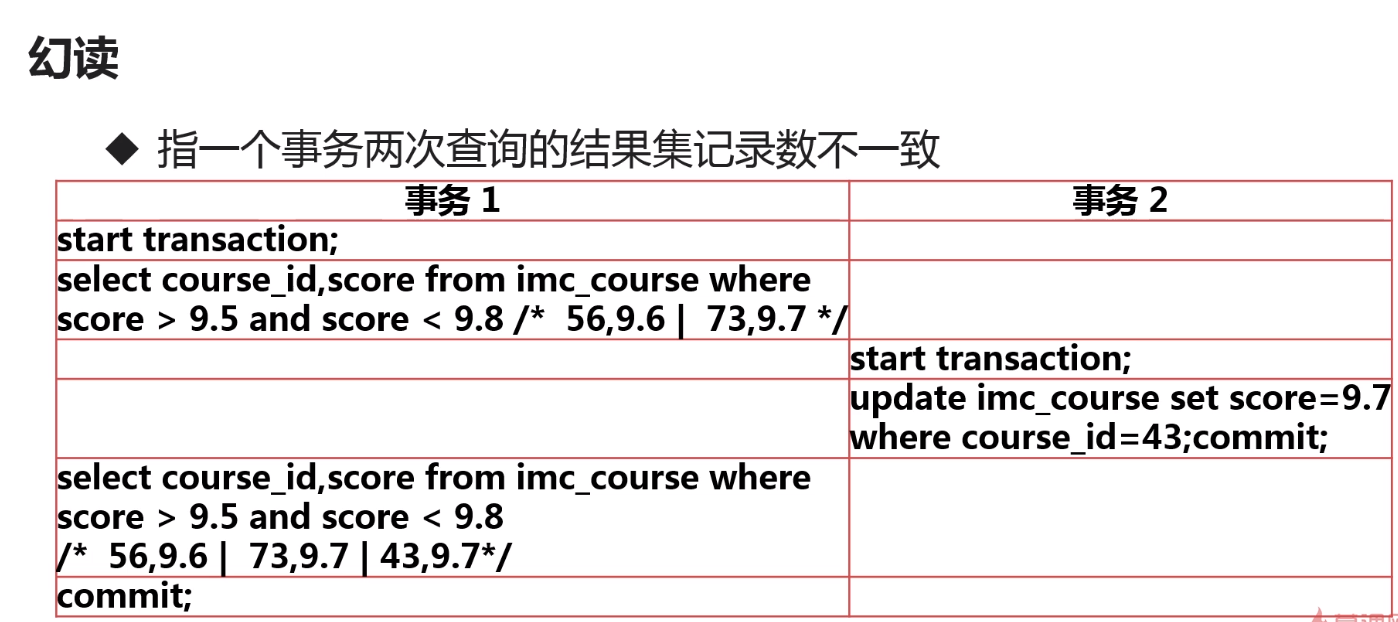 幻读
◆ 指一个事务两次查询的结果集记录数不一致
事务 1
事务 2
start transaction;
select course_id,score from imc_course where
score > 9.5 and score < 9.8 /*  56,9.6 |  73,9.7 */
start transaction;
update imc_course set score=9.7
where course_id=43;commit;
select course_id,score from imc_course where
score > 9.5 and score < 9.8
/*  56,9.6 |  73,9.7 | 43,9.7*/
commit;